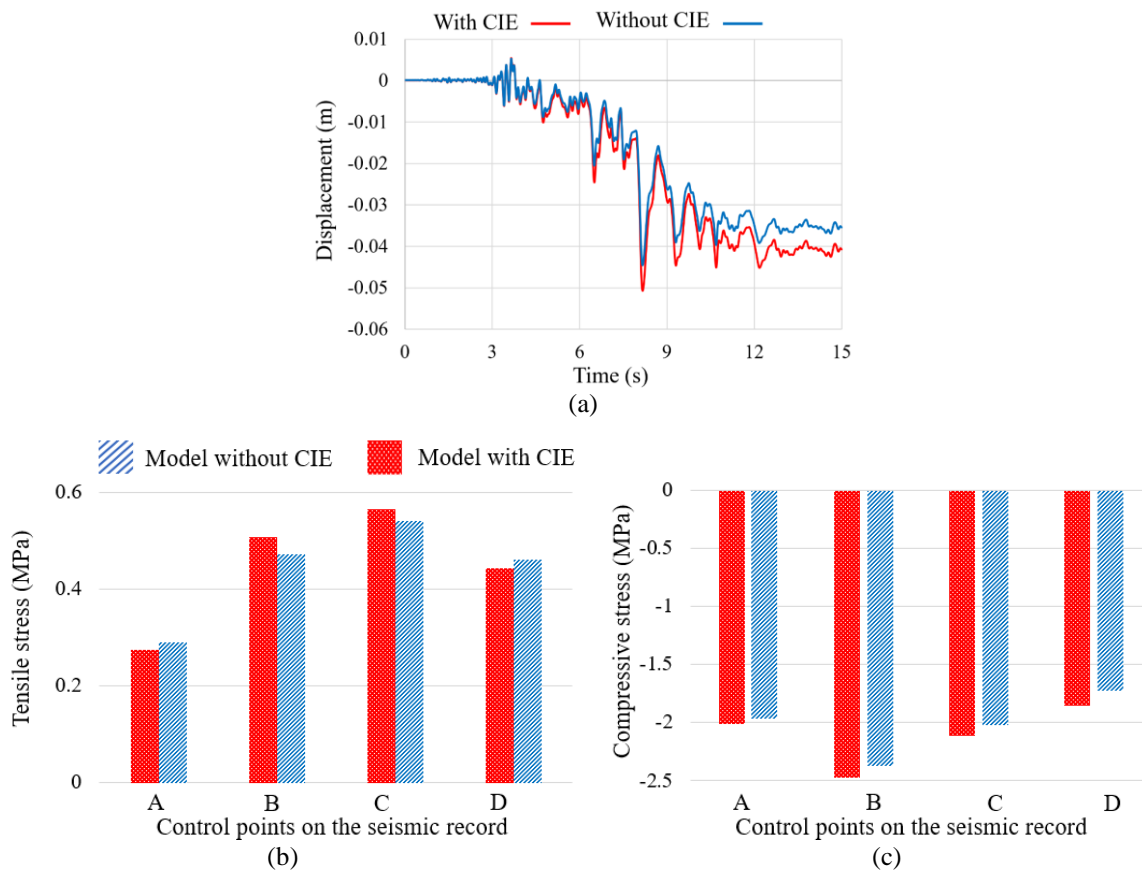 With CIE Without CIE
0.01
0
-0.01
-0.02
-0.03
-0.04
-0.05
-0.06
Displacement (m)
0 3 6 9 12 15
Time (s)
(a)
Model without CIE Model with CIE
0.6
0.4
0.2
0
Tensile stress (MPa)
A B C D
Control points on the seismic record
(b)
0
-0.5
-1
-1.5
-2
-2.5
Compressive stress (MPa)
A B C D
Control points on the seismic record
(c)